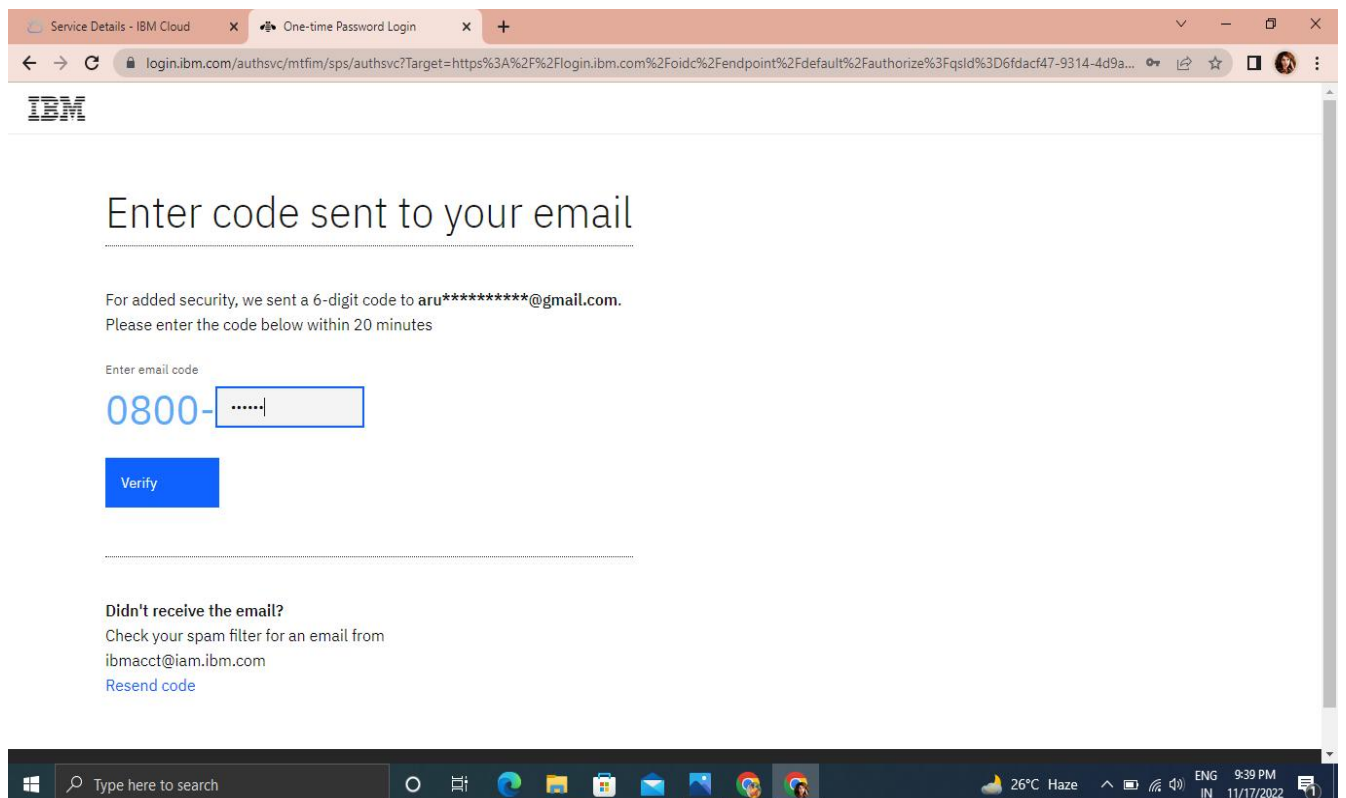 Service Details - IBM Cloud
One-time Password Login
login.ibm.com/authsvc/mtfim/sps/authsvc?Target=https%3A%2F%2Flogin.ibm.com%2Foidc%2Fendpoint%2Fdefault%2Fauthorize%3Fqsld%3D6fdacf47-9314-4d9a...
IBM
Enter code sent to your email
For added security, we sent a 6-digit code to aru**********@gmail.com.
Please enter the code below within 20 minutes
Enter email code
0800- ••••••
Verify
Didn't receive the email?
Check your spam filter for an email from
ibmacct@iam.ibm.com
Resend code
Type here to search
26°C Haze
ENG 9:39 PM
IN 11/17/2022
1